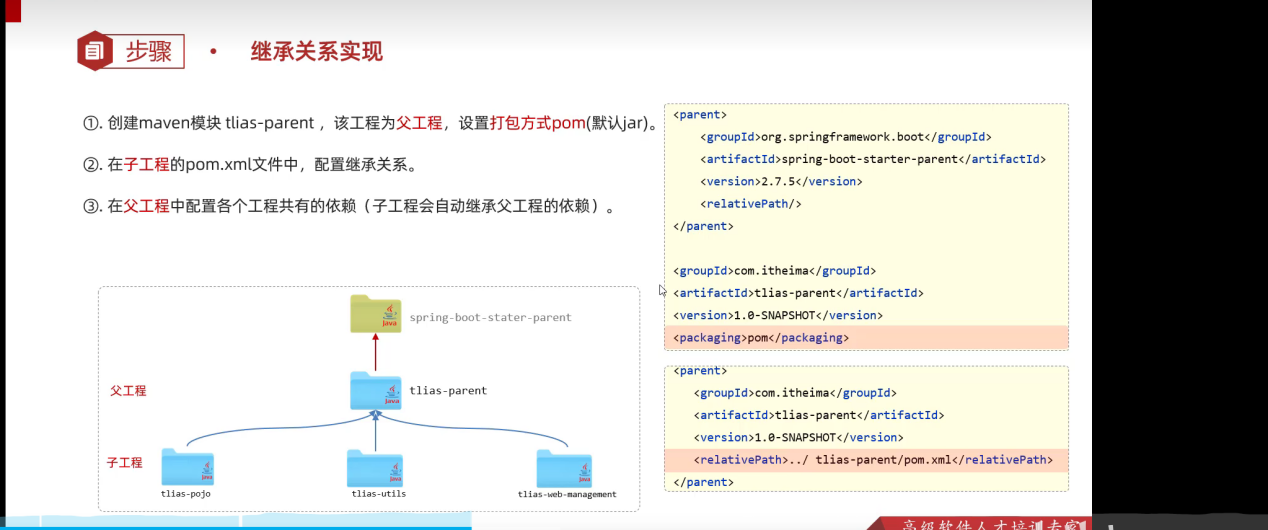 步骤 • 继承关系实现
①. 创建maven模块 tlias-parent ，该工程为父工程，设置打包方式pom(默认jar)。
②. 在子工程的pom.xml文件中，配置继承关系。
③. 在父工程中配置各个工程共有的依赖（子工程会自动继承父工程的依赖）。
<parent>
<groupId>org.springframework.boot</groupId>
<artifactId>spring-boot-starter-parent</artifactId>
<version>2.7.5</version>
<relativePath/>
</parent>
<groupId>com.itheima</groupId>
<artifactId>tlias-parent</artifactId>
<version>1.0-SNAPSHOT</version>
<packaging>pom</packaging>
<parent>
<groupId>com.itheima</groupId>
<artifactId>tlias-parent</artifactId>
<version>1.0-SNAPSHOT</version>
<relativePath>../ tlias-parent/pom.xml</relativePath>
</parent>
Java
spring-boot-stater-parent
父工程
Java
tlias-parent
子工程
Java
Java
Java
tlias-pojo
tlias-utils
tlias-web-management
高级软件人才培训专家